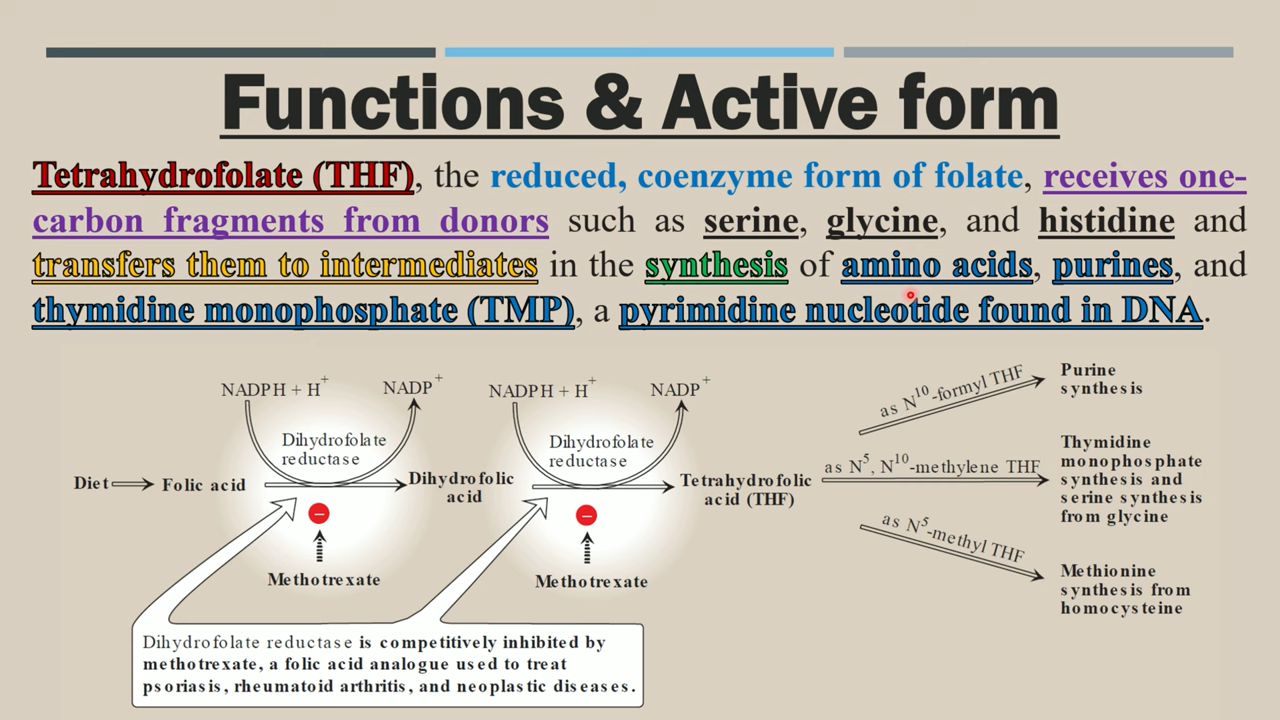 Functions & Active form
Tetrahydrofolate (THF), the reduced, coenzyme form of folate, receives one-
carbon fragments from donors such as serine, glycine, and histidine and
transfers them to intermediates in the synthesis of amino acids, purines, and
thymidine monophosphate (TMP), a pyrimidine nucleotide found in DNA.
NADPH + H+
NADP+
Dihydrofolate
reductase
NADPH + H+
NADP+
Dihydrofolate
reductase
Diet
Folic acid
Dihydrofolic
acid
Tetrahydrofolic
acid (THF)
Methotrexate
Methotrexate
as N10-formyl THF
Purine
synthesis
as N5, N10-methylene THF
Thymidine
monophosphate
synthesis and
serine synthesis
from glycine
as N5-methyl THF
Methionine
synthesis from
homocysteine
Dihydrofolate reductase is competitively inhibited by
methotrexate, a folic acid analogue used to treat
psoriasis, rheumatoid arthritis, and neoplastic diseases.